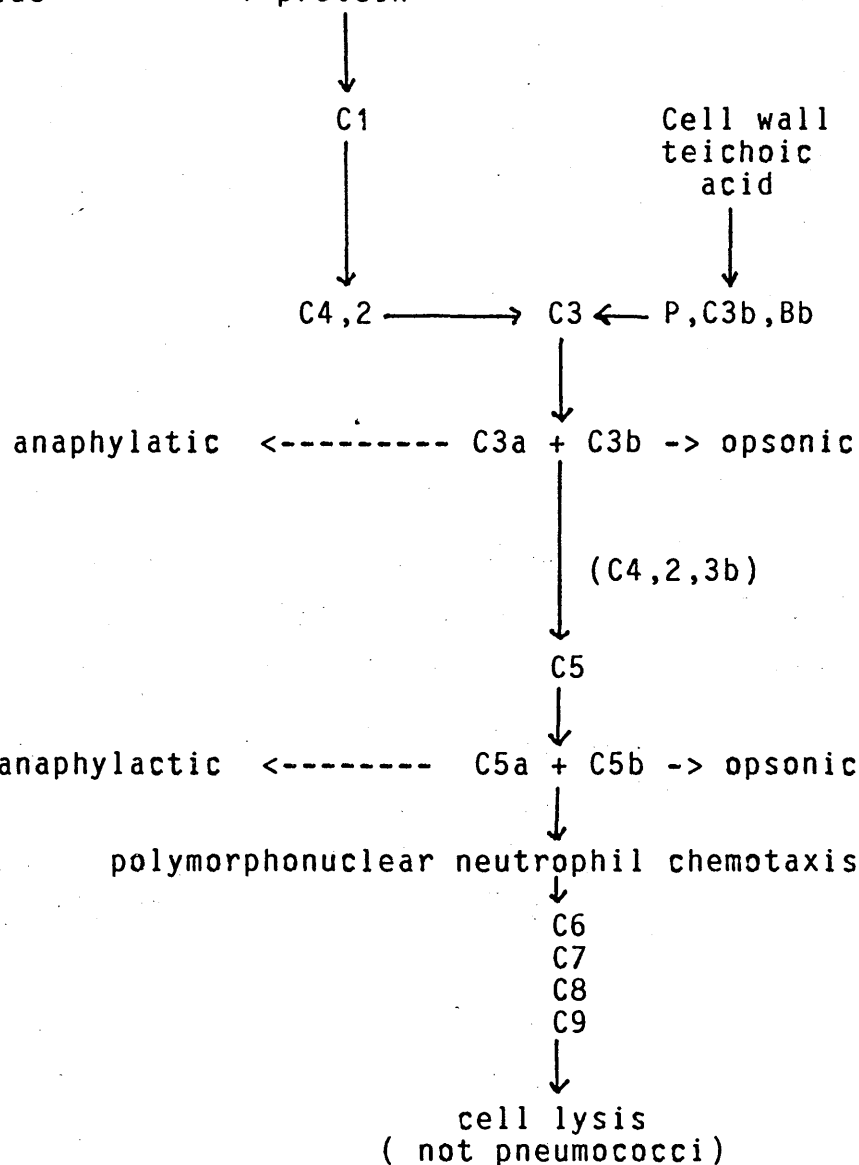 protein
C1
Cell wall
teichoic
acid
C4,2 → C3 ← P,C3b,Bb
anaphylatic <--------- C3a + C3b -> opsonic
(C4,2,3b)
C5
anaphylactic <-------- C5a + C5b -> opsonic
polymorphonuclear neutrophil chemotaxis
C6
C7
C8
C9
cell lysis
( not pneumococci)